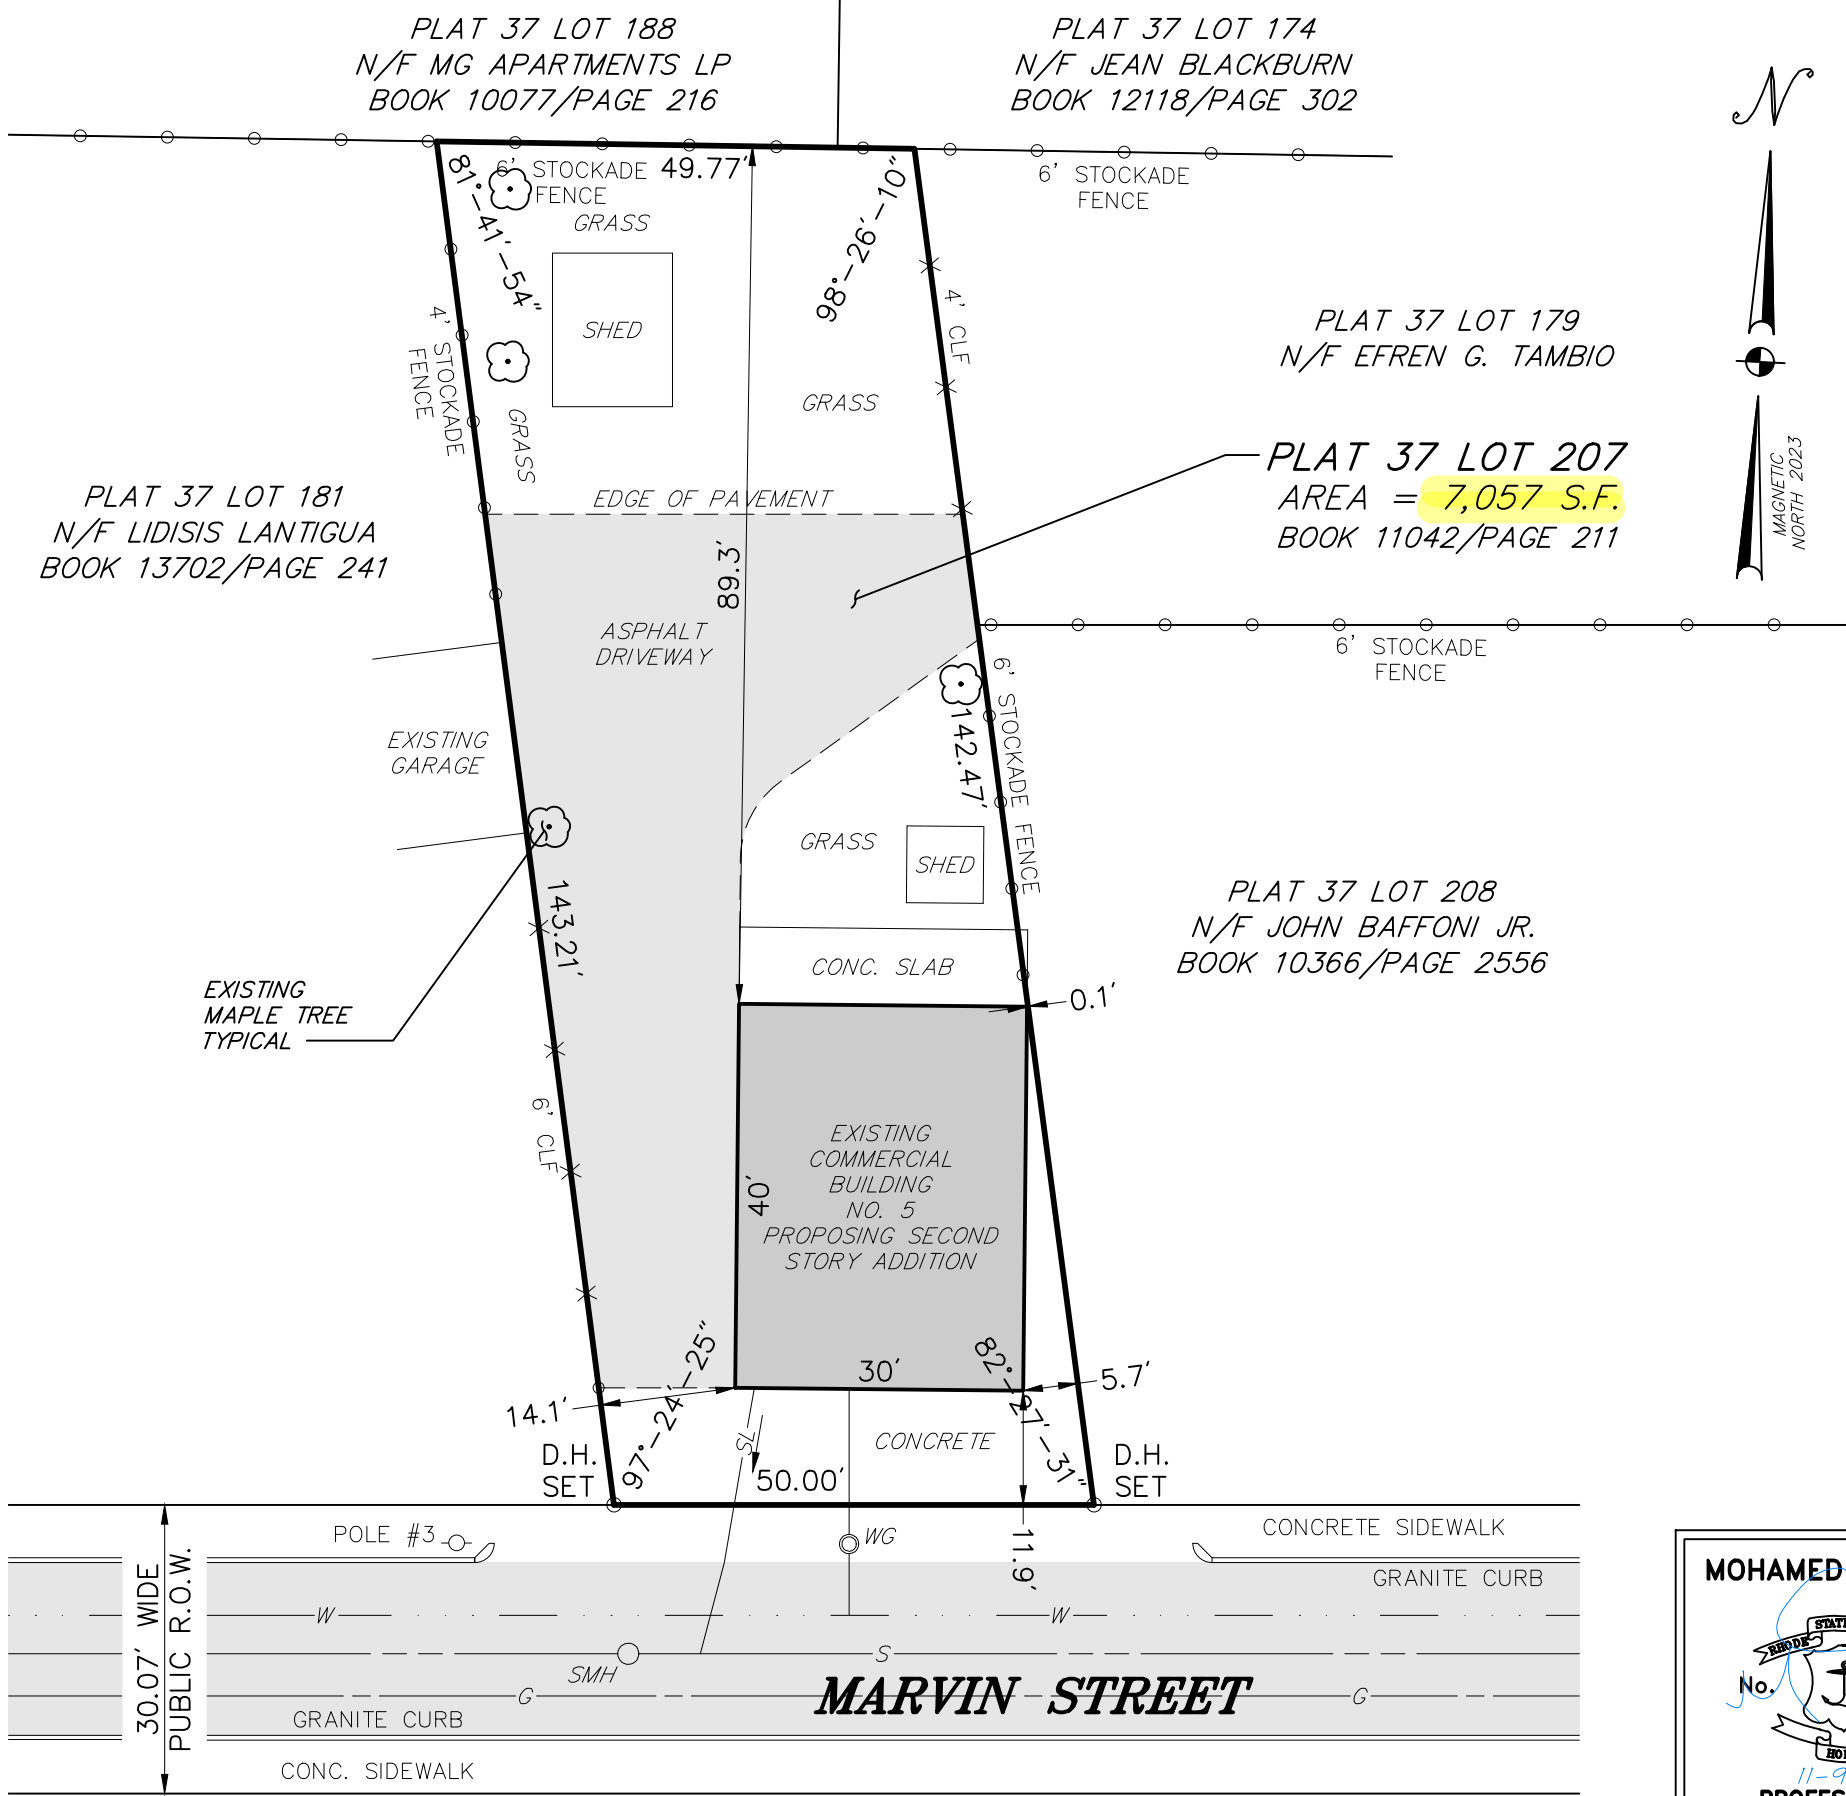 PLAT 37 LOT 188
N/F MG APARTMENTS LP
BOOK 10077/PAGE 216
PLAT 37 LOT 174
N/F JEAN BLACKBURN
BOOK 12118/PAGE 302
N
6' STOCKADE
FENCE
49.77'
81°-41'-54"
98°-26'-10"
GRASS
6' STOCKADE
FENCE
SHED
4' STOCKADE
FENCE
GRASS
4' CLF
GRASS
PLAT 37 LOT 179
N/F EFREN G. TAMBIO
PLAT 37 LOT 207
AREA = 7,057 S.F.
BOOK 11042/PAGE 211
MAGNETIC
NORTH 2023
PLAT 37 LOT 181
N/F LIDISIS LANTIGUA
BOOK 13702/PAGE 241
EDGE OF PAVEMENT
89.3'
ASPHALT
DRIVEWAY
6' STOCKADE
FENCE
6' STOCKADE FENCE
142.47'
EXISTING
GARAGE
GRASS
SHED
143.21'
PLAT 37 LOT 208
N/F JOHN BAFFONI JR.
BOOK 10366/PAGE 2556
CONC. SLAB
EXISTING
MAPLE TREE
TYPICAL
0.1'
6' CLF
EXISTING
COMMERCIAL
BUILDING
NO. 5
PROPOSING SECOND
STORY ADDITION
40'
30'
82°-27'-31"
97°-24'-25"
5.7'
14.1'
D.H.
SET
SL
CONCRETE
50.00'
D.H.
SET
POLE #3
WG
11.9'
CONCRETE SIDEWALK
GRANITE CURB
30.07' WIDE
PUBLIC R.O.W.
W
W
S
SMH
G
G
MARVIN STREET
GRANITE CURB
CONC. SIDEWALK
MOHAMED
RHODE
No.
11-9